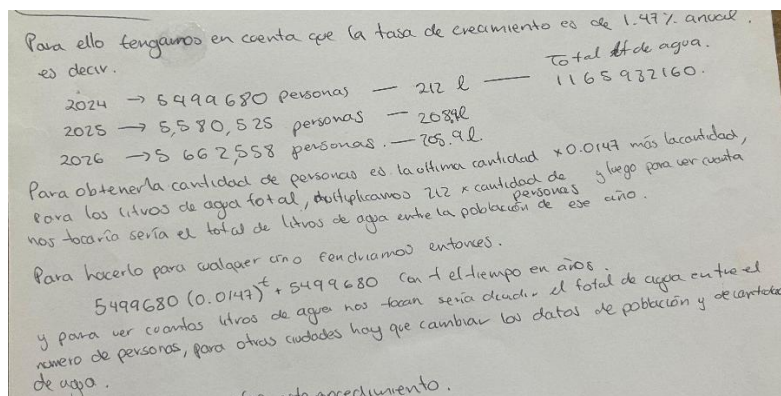 Para ello tengamos en cuenta que la tasa de crecimiento es de 1.47% anual.
es decir.
Total de agua.
2024 → 5499680 personas — 212 l — 1165932160.
2025 → 5,580,525 personas — 208,9l
2026 → 5 662,558 personas. — 205.9l.
Para obtener la cantidad de personas es la ultima cantidad x0.0147 más la cantidad,
para los litros de agua total, multiplicamos 212 x cantidad de personas y luego para ver cuanta
nos tocaría sería el total de litros de agua entre la población de ese año.
Para hacerlo para cualquier año tendriamos entonces.
5499680 (0.0147)^t + 5499680 con t el tiempo en años.
y para ver cuantos litros de agua nos tocan seria dividir el total de agua entre el
numero de personas, para otras ciudades hay que cambiar los datos de población y de cantidad
de agua.
procedimiento.